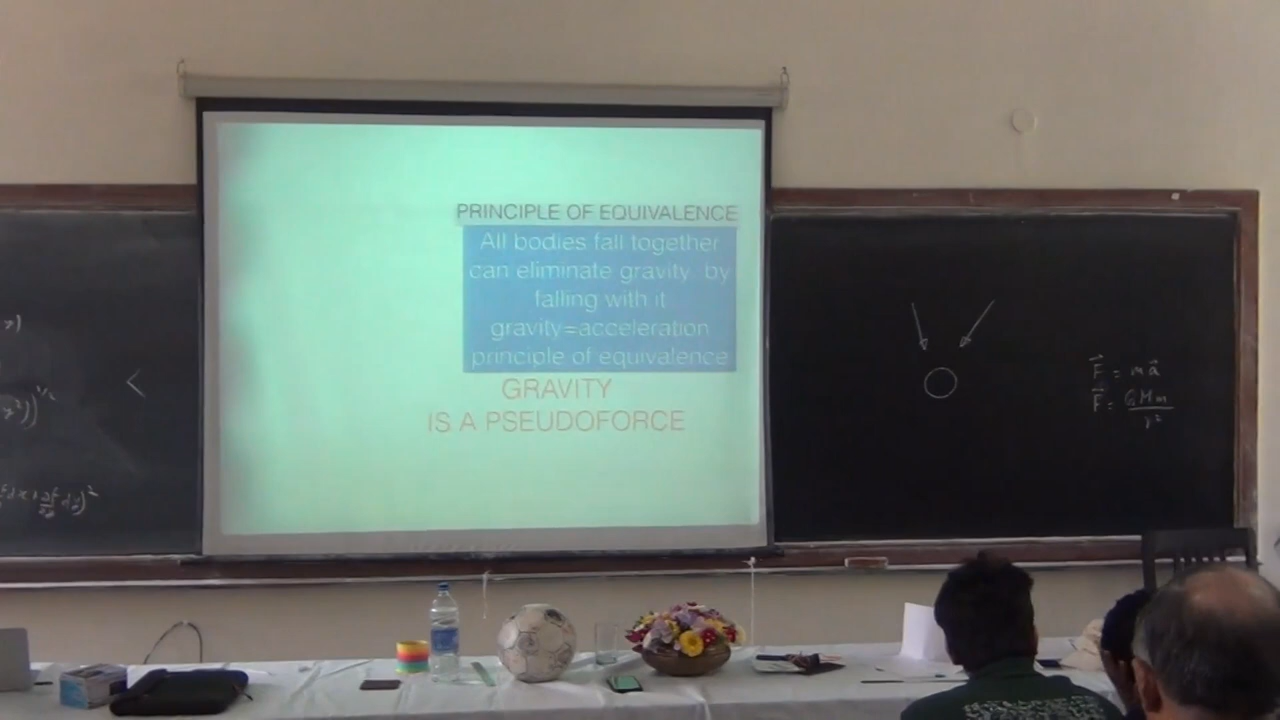 PRINCIPLE OF EQUIVALENCE
All bodies fall together
can eliminate gravity by
falling with it
gravity=acceleration
principle of equivalence
GRAVITY
IS A PSEUDOFORCE
F = ma
F = GMm
r²